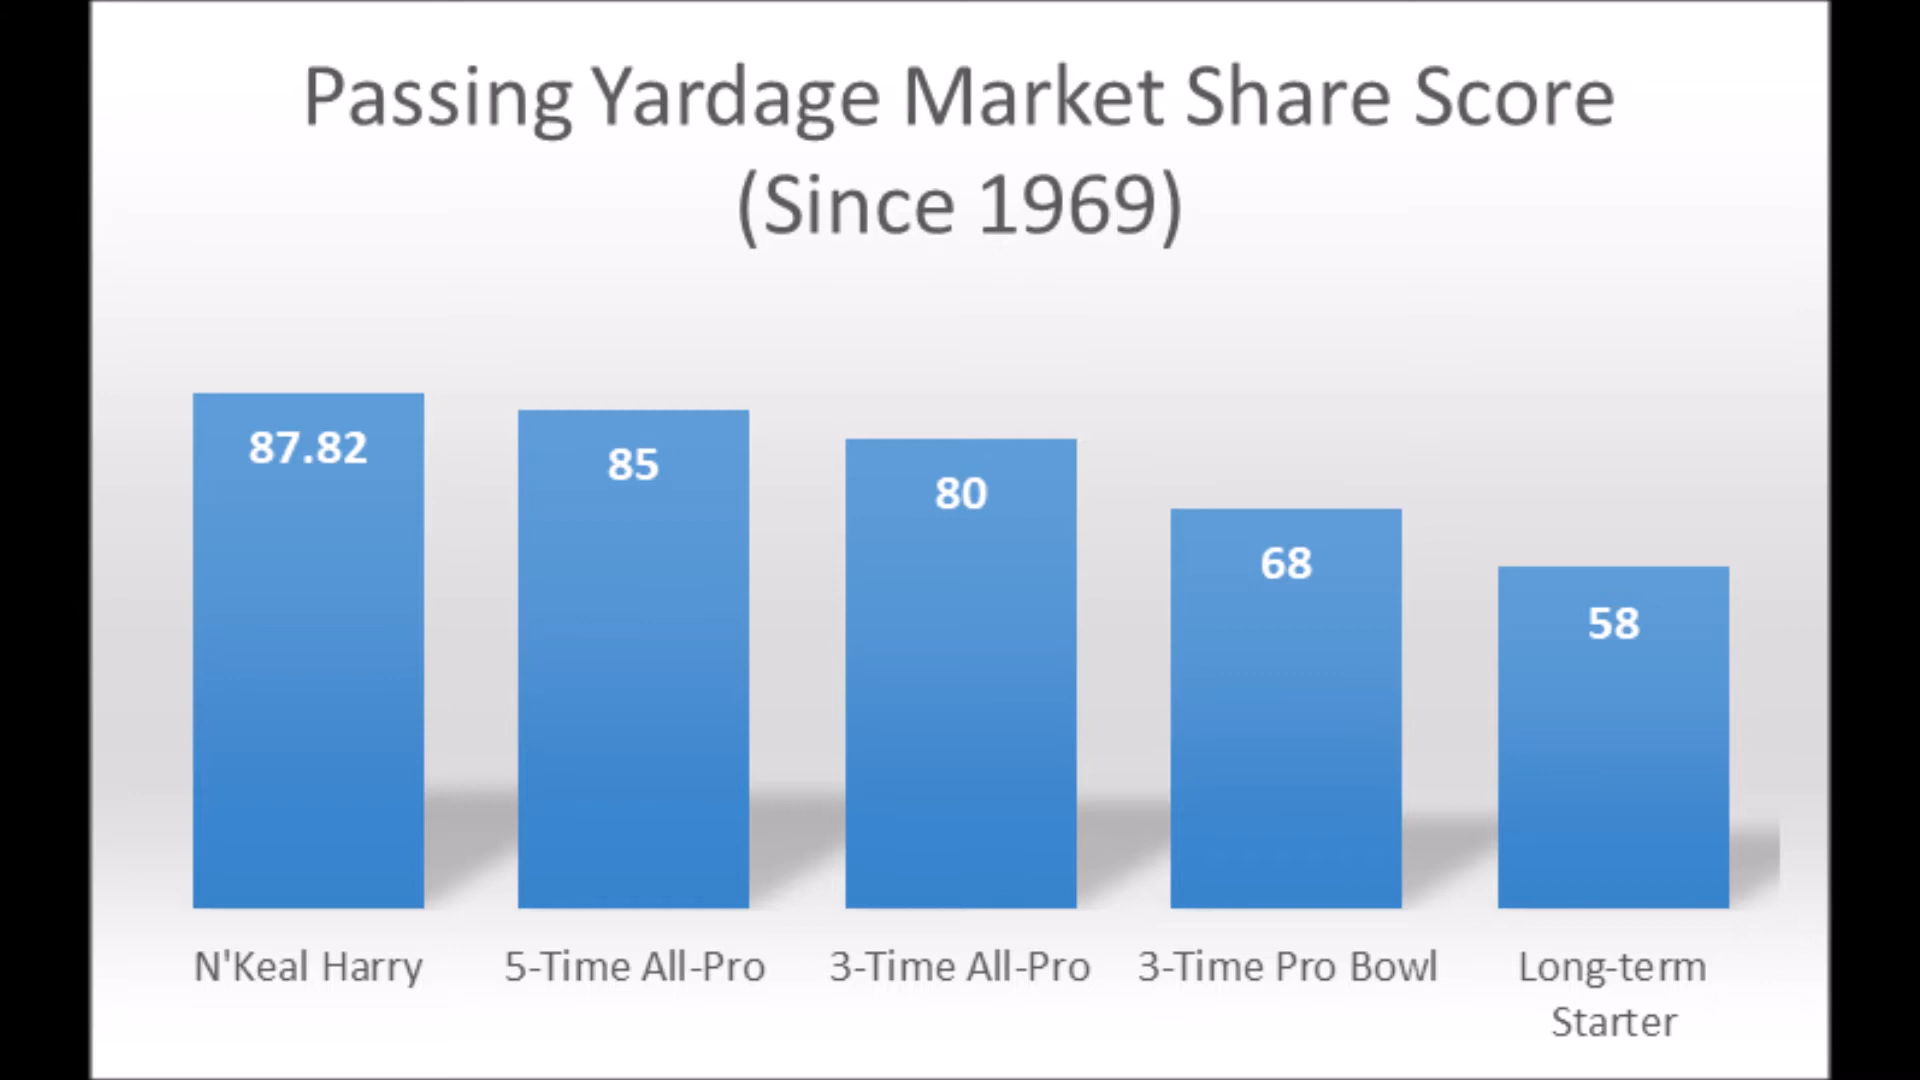 Passing Yardage Market Share Score
(Since 1969)
87.82
85
80
68
58
N'Keal Harry
5-Time All-Pro
3-Time All-Pro
3-Time Pro Bowl
Long-term
Starter